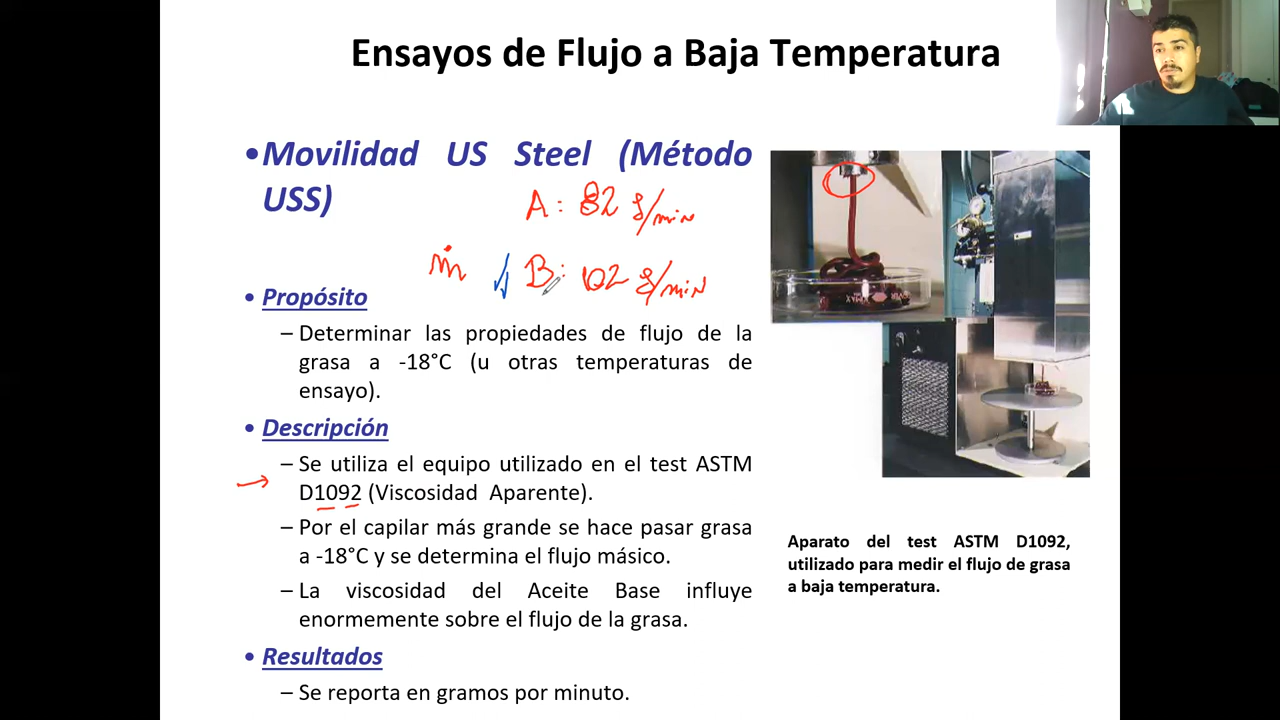 Ensayos de Flujo a Baja Temperatura
•Movilidad US Steel (Método
USS)
A: 82 g/min
ṁ B: 102 g/min
• Propósito
– Determinar las propiedades de flujo de la
grasa a -18°C (u otras temperaturas de
ensayo).
• Descripción
– Se utiliza el equipo utilizado en el test ASTM
D1092 (Viscosidad Aparente).
– Por el capilar más grande se hace pasar grasa
a -18°C y se determina el flujo másico.
– La viscosidad del Aceite Base influye
enormemente sobre el flujo de la grasa.
• Resultados
– Se reporta en gramos por minuto.
Aparato del test ASTM D1092,
utilizado para medir el flujo de grasa
a baja temperatura.